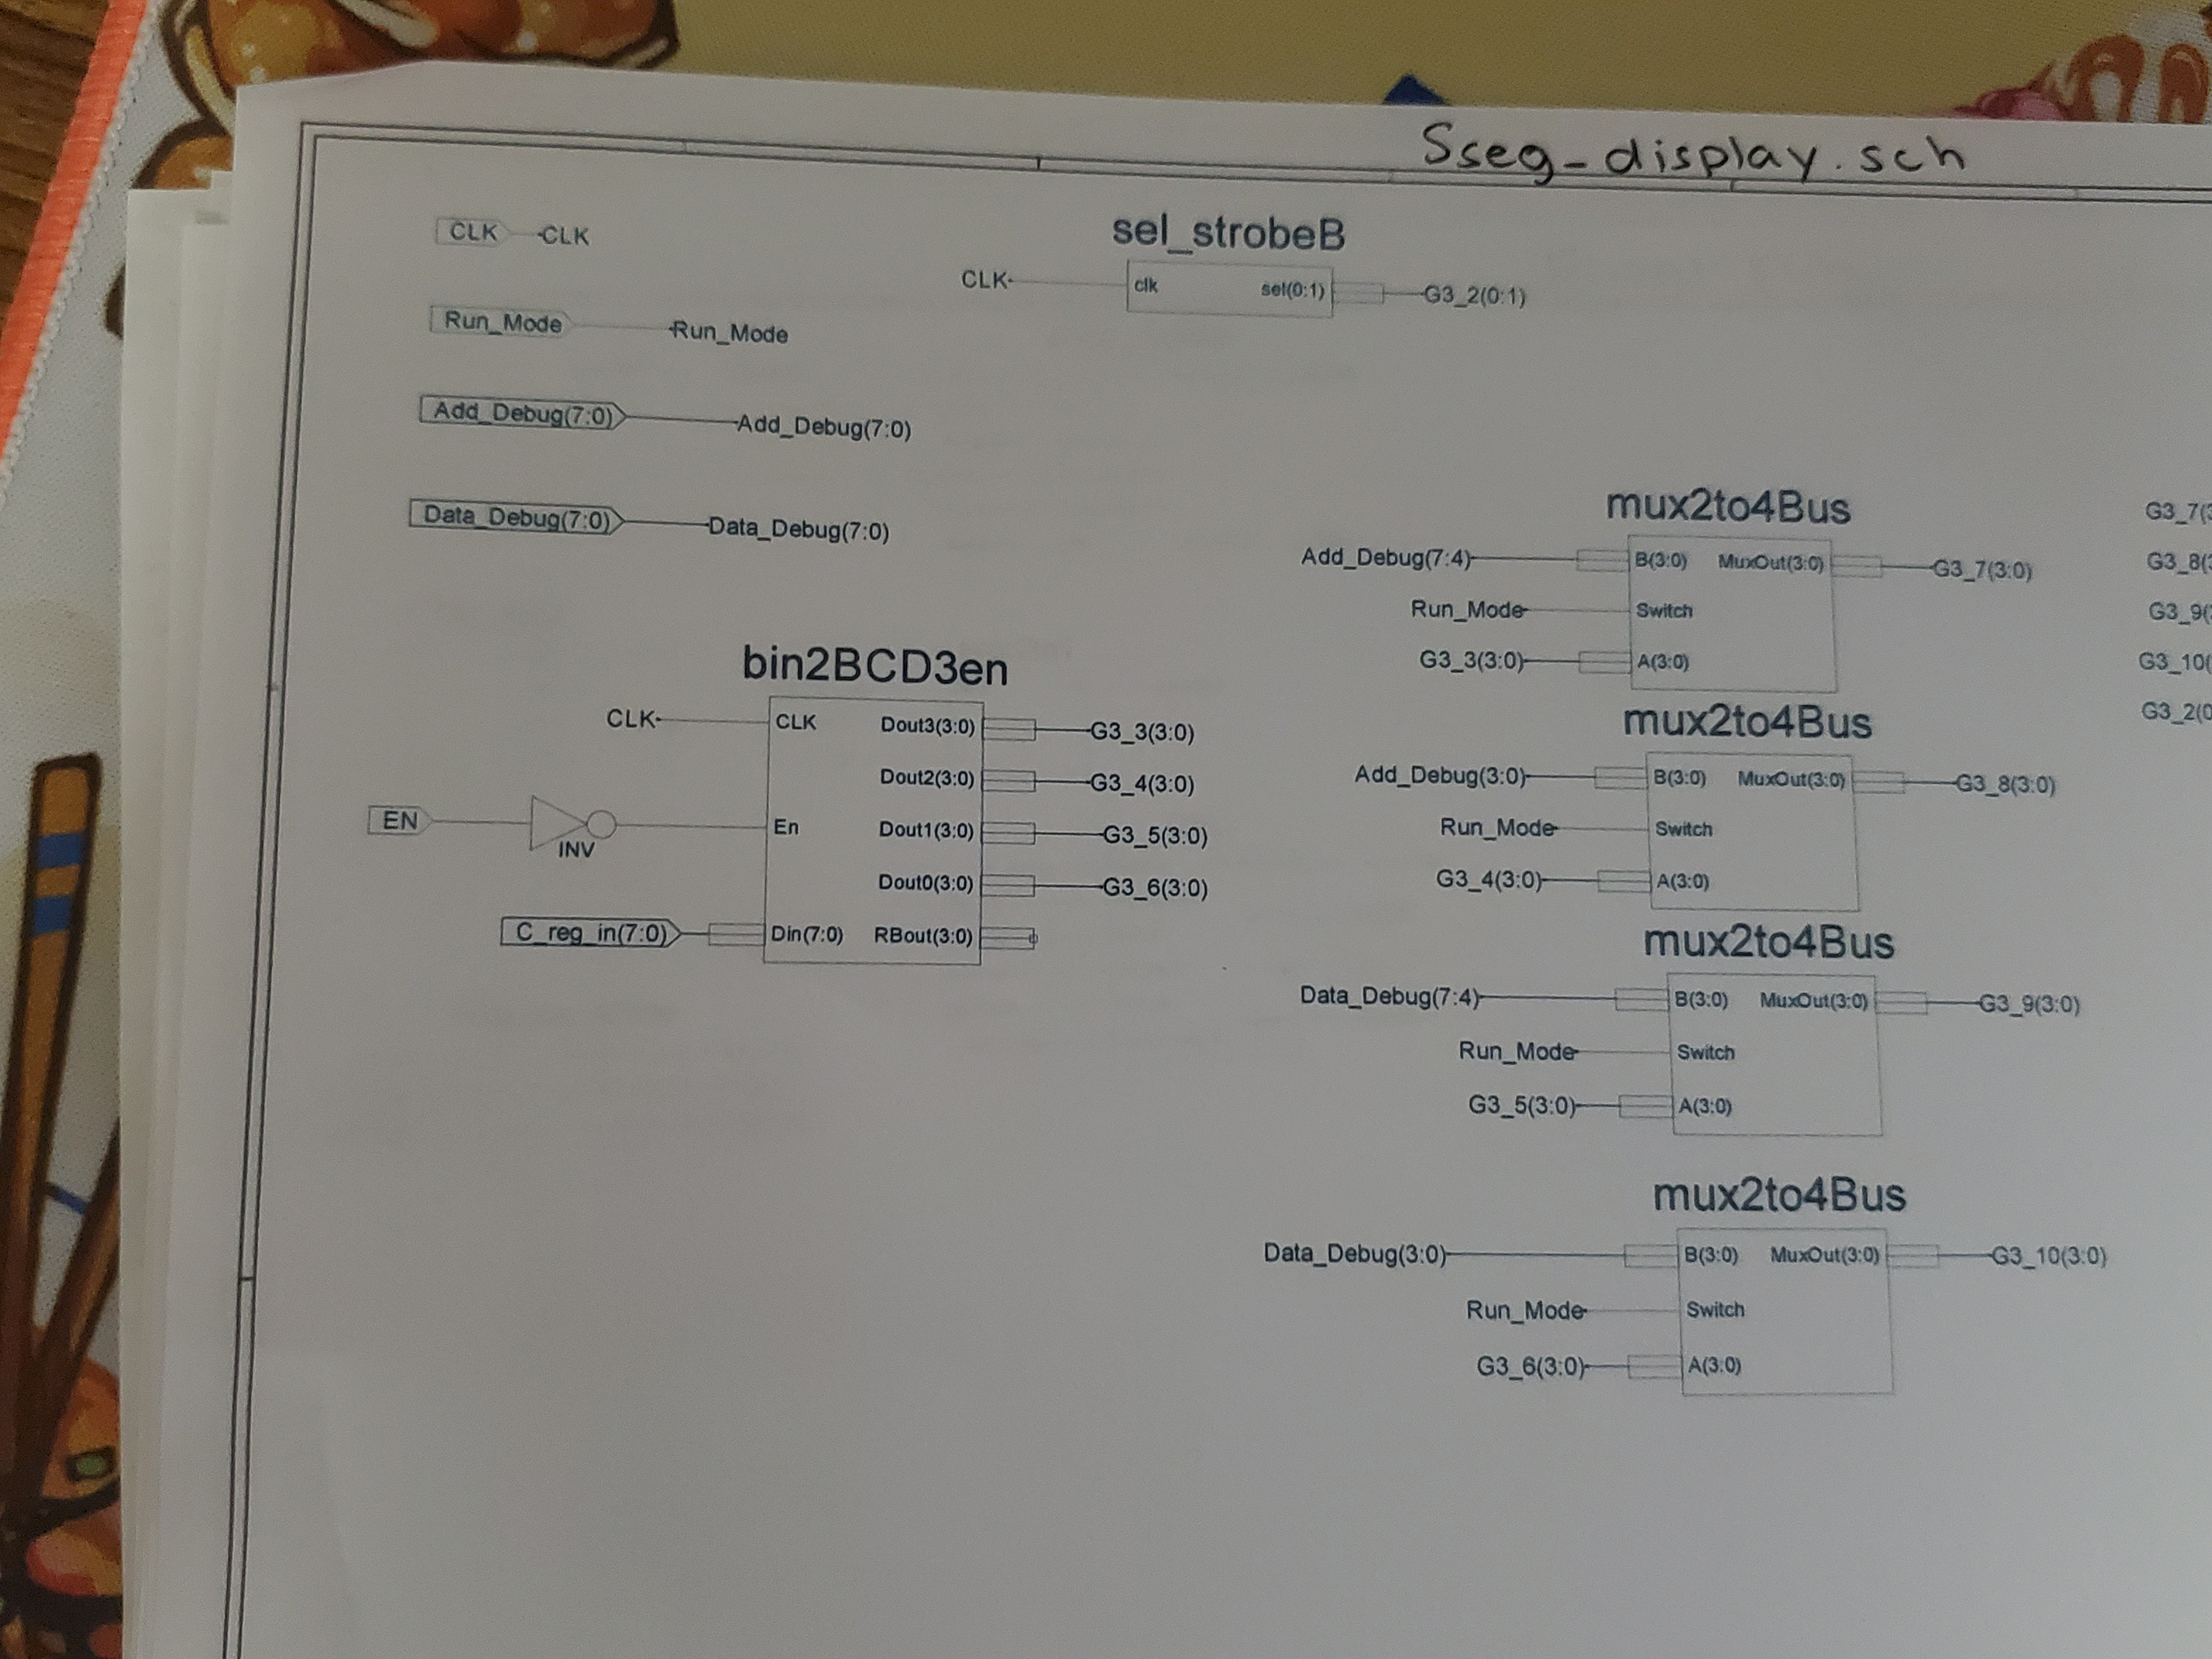 Sseg_display.sch
CLK CLK
Run_Mode Run_Mode
Add_Debug(7:0) Add_Debug(7:0)
Data_Debug(7:0) Data_Debug(7:0)
sel_strobeB
CLK clk sel(0:1) G3_2(0:1)
bin2BCD3en
CLK CLK Dout3(3:0) G3_3(3:0)
Dout2(3:0) G3_4(3:0)
EN INV En Dout1(3:0) G3_5(3:0)
Dout0(3:0) G3_6(3:0)
C_reg_in(7:0) Din(7:0) RBout(3:0)
mux2to4Bus
Add_Debug(7:4) B(3:0) MuxOut(3:0) G3_7(3:0)
Run_Mode Switch
G3_3(3:0) A(3:0)
mux2to4Bus
Add_Debug(3:0) B(3:0) MuxOut(3:0) G3_8(3:0)
Run_Mode Switch
G3_4(3:0) A(3:0)
mux2to4Bus
Data_Debug(7:4) B(3:0) MuxOut(3:0) G3_9(3:0)
Run_Mode Switch
G3_5(3:0) A(3:0)
mux2to4Bus
Data_Debug(3:0) B(3:0) MuxOut(3:0) G3_10(3:0)
Run_Mode Switch
G3_6(3:0) A(3:0)
G3_7(3
G3_8(3
G3_9(
G3_10(
G3_2(0